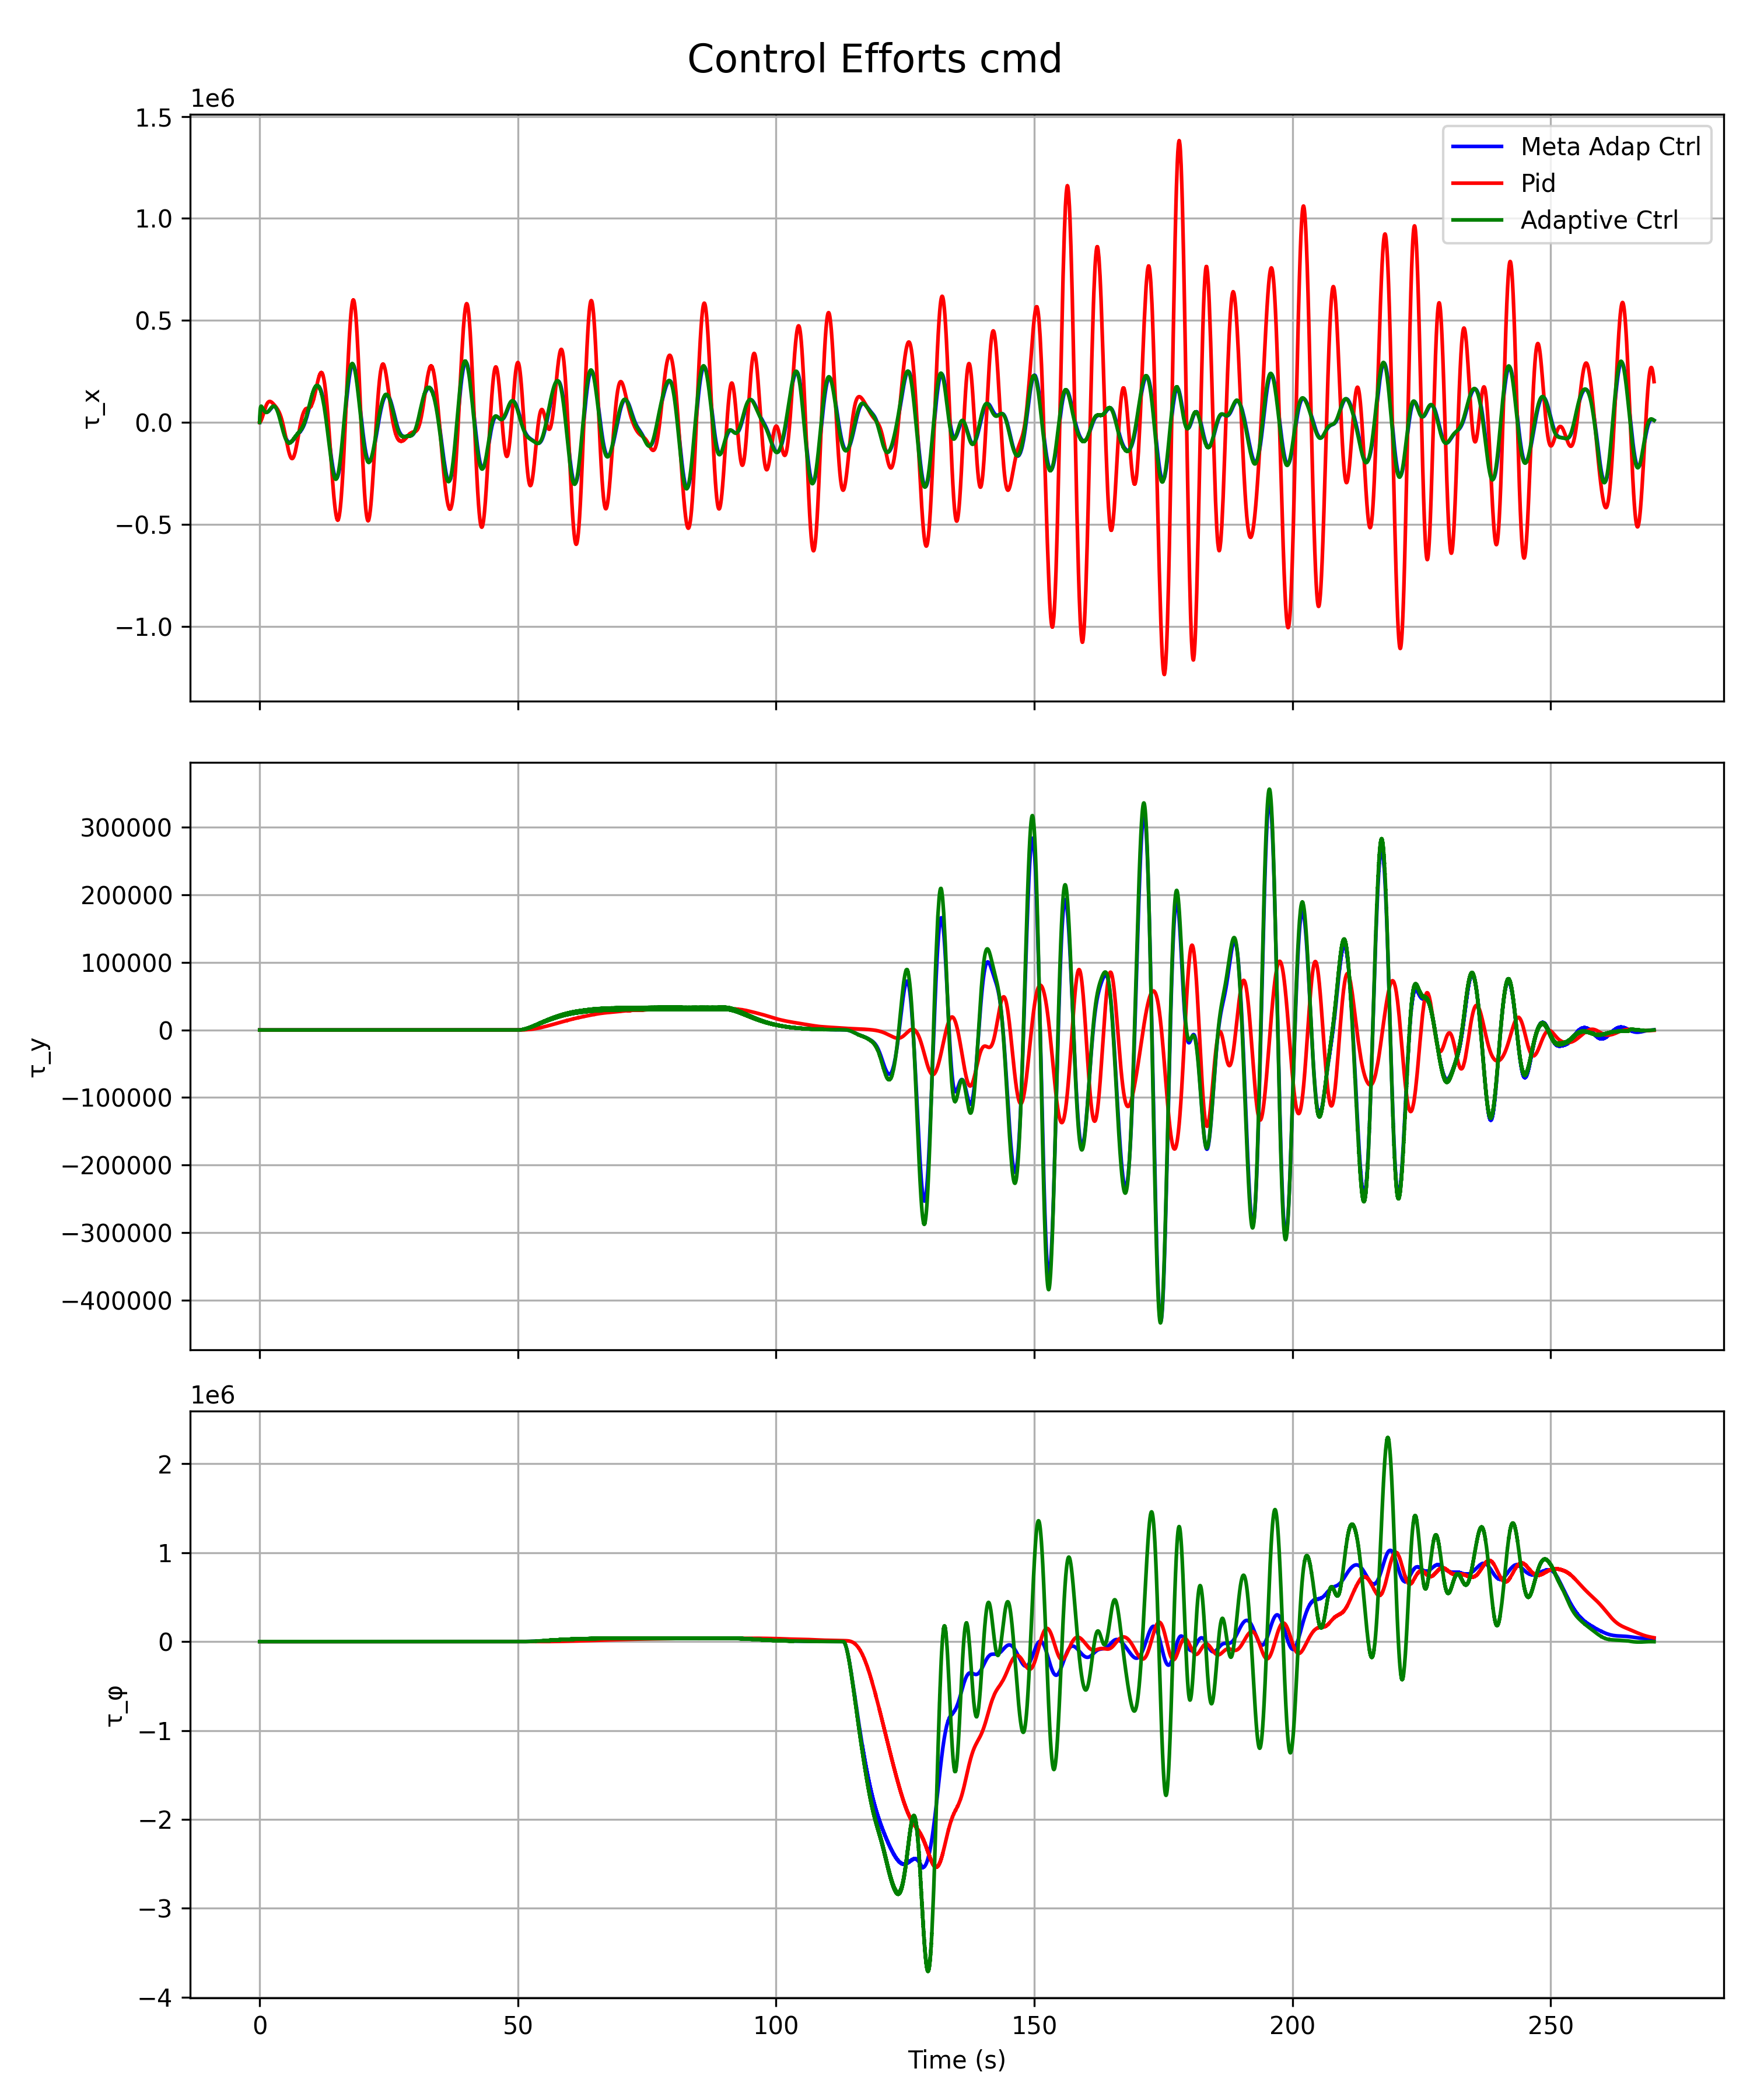 Control Efforts cmd
1e6
1.5
1.0
0.5
0.0
−0.5
−1.0
τ_x
Meta Adap Ctrl
Pid
Adaptive Ctrl
300000
200000
100000
0
−100000
−200000
−300000
−400000
τ_y
1e6
2
1
0
−1
−2
−3
−4
τ_φ
0 50 100 150 200 250
Time (s)